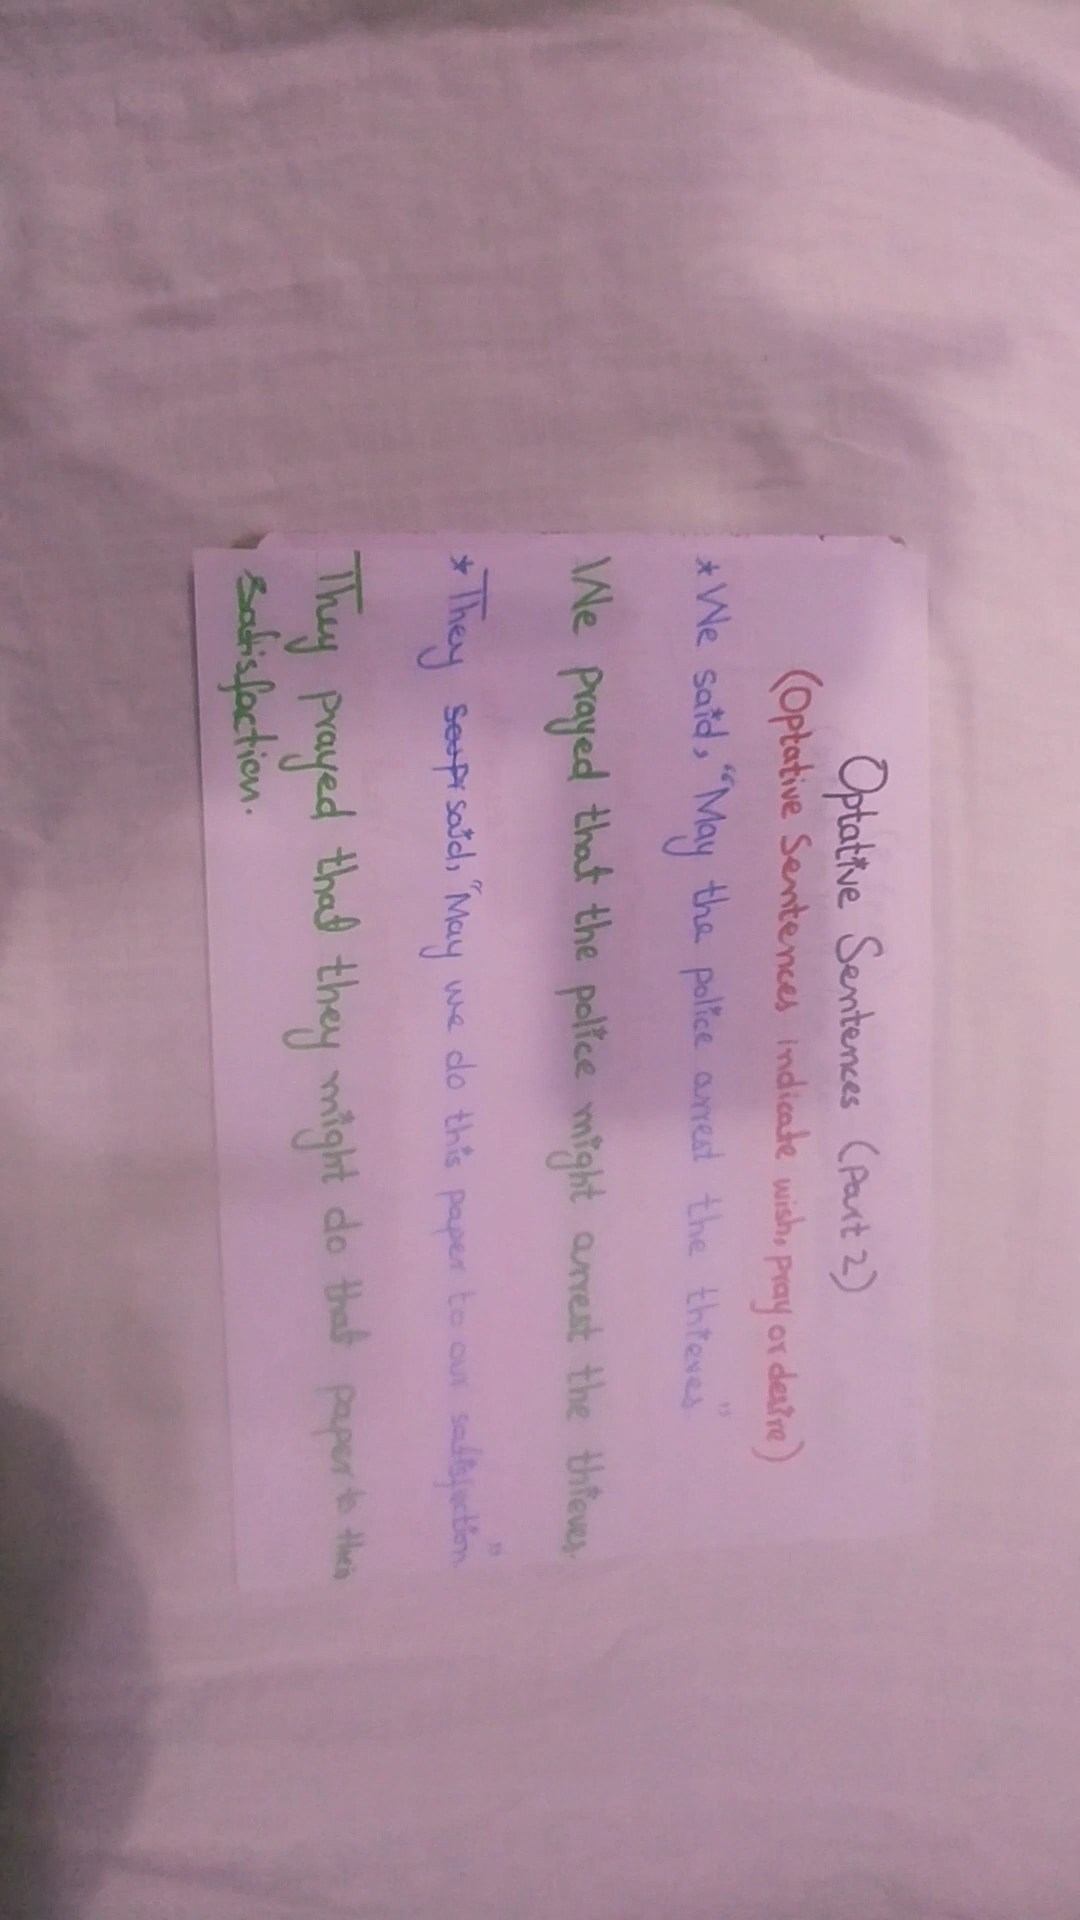 Optative Sentences (Part 2)
(Optative Sentences indicate wish, pray or desire)
* We said, "May the police arrest the thieves."
We prayed that the police might arrest the thieves.
* They said, "May we do this paper to our satisfaction."
They prayed that they might do that paper to their
satisfaction.